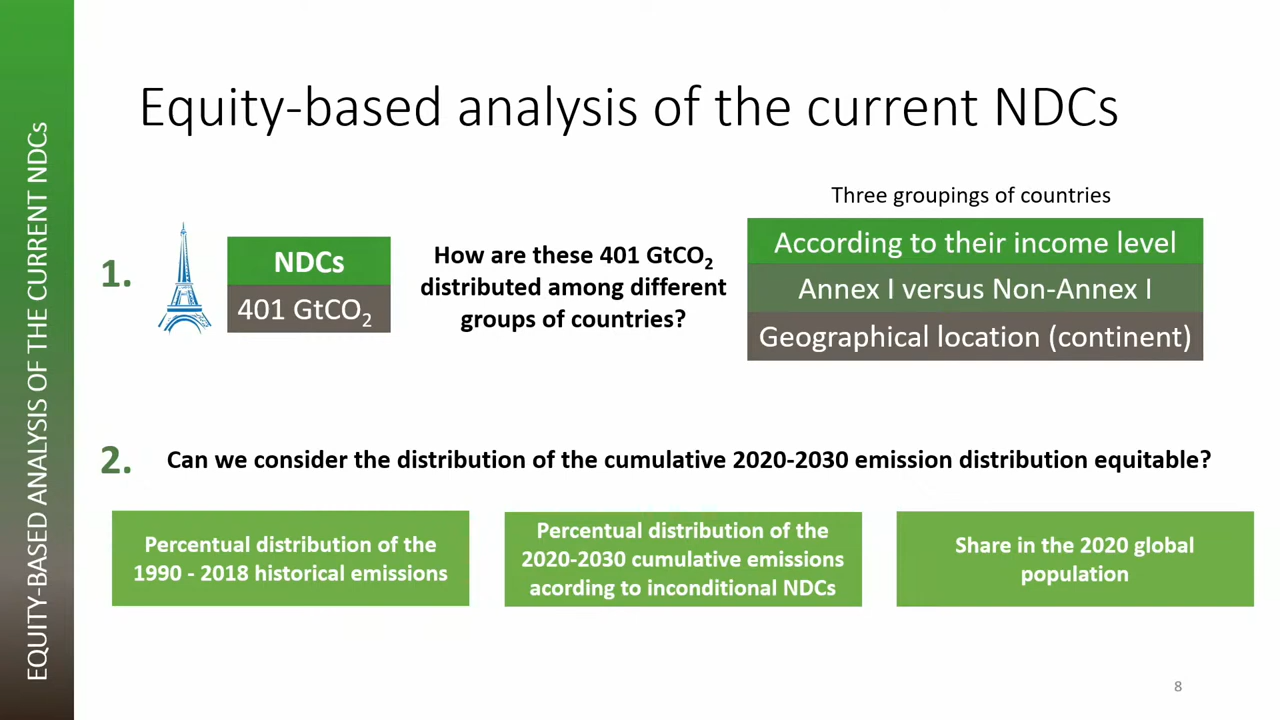 EQUITY-BASED ANALYSIS OF THE CURRENT NDCs
Equity-based analysis of the current NDCs
1.
NDCs
401 GtCO₂
How are these 401 GtCO₂
distributed among different
groups of countries?
Three groupings of countries
According to their income level
Annex I versus Non-Annex I
Geographical location (continent)
2.
Can we consider the distribution of the cumulative 2020-2030 emission distribution equitable?
Percentual distribution of the
1990 - 2018 historical emissions
Percentual distribution of the
2020-2030 cumulative emissions
acording to inconditional NDCs
Share in the 2020 global
population
8